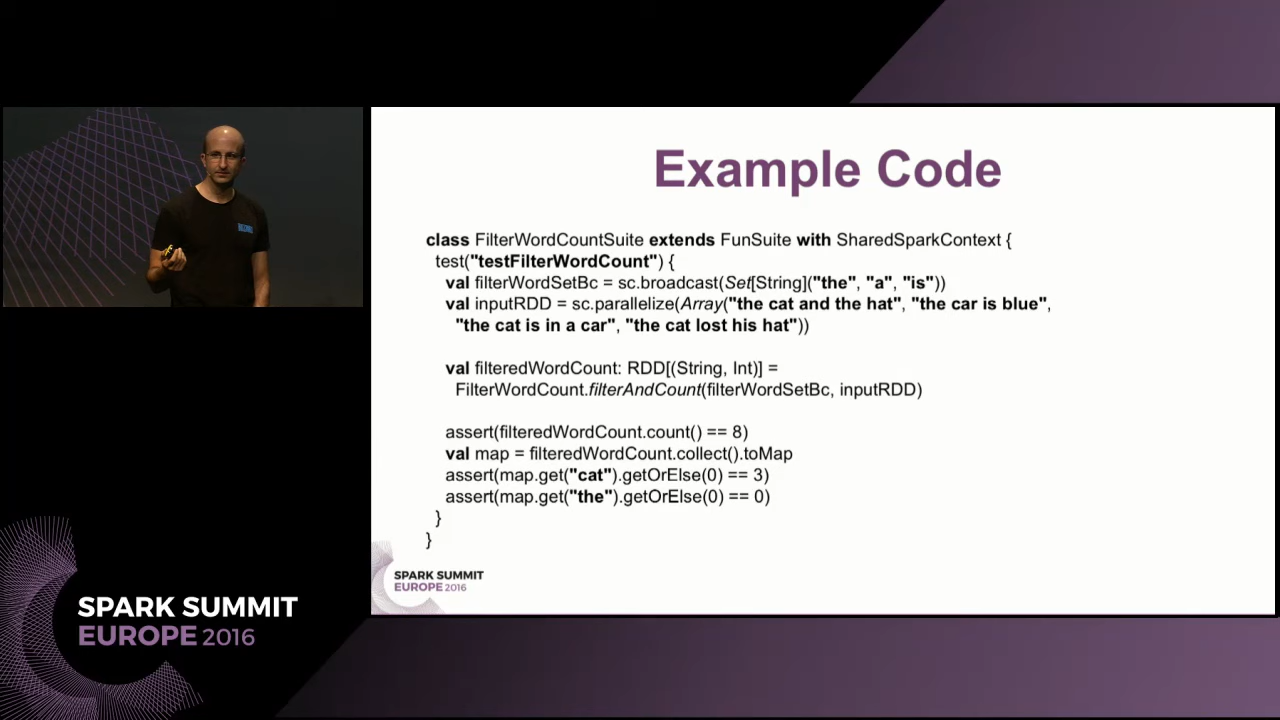 Example Code
class FilterWordCountSuite extends FunSuite with SharedSparkContext {
test("testFilterWordCount") {
val filterWordSetBc = sc.broadcast(Set[String]("the", "a", "is"))
val inputRDD = sc.parallelize(Array("the cat and the hat", "the car is blue",
"the cat is in a car", "the cat lost his hat"))
val filteredWordCount: RDD[(String, Int)] =
FilterWordCount.filterAndCount(filterWordSetBc, inputRDD)
assert(filteredWordCount.count() == 8)
val map = filteredWordCount.collect().toMap
assert(map.get("cat").getOrElse(0) == 3)
assert(map.get("the").getOrElse(0) == 0)
}
}
SPARK SUMMIT
EUROPE 2016
SPARK SUMMIT
EUROPE 2016